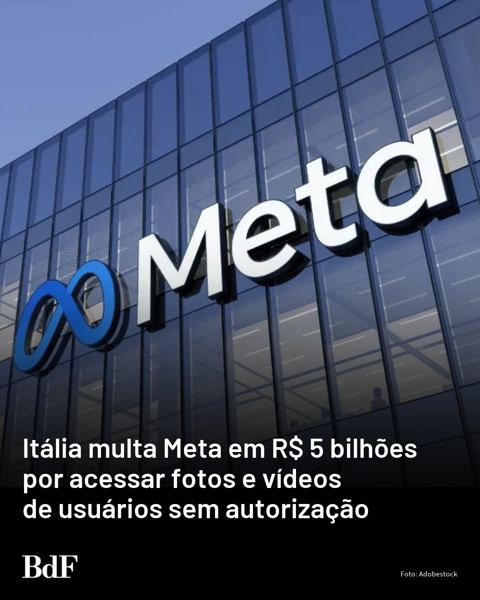 Meta
Itália multa Meta em R$ 5 bilhões
por acessar fotos e vídeos
de usuários sem autorização
BdF
Foto: Adobestock